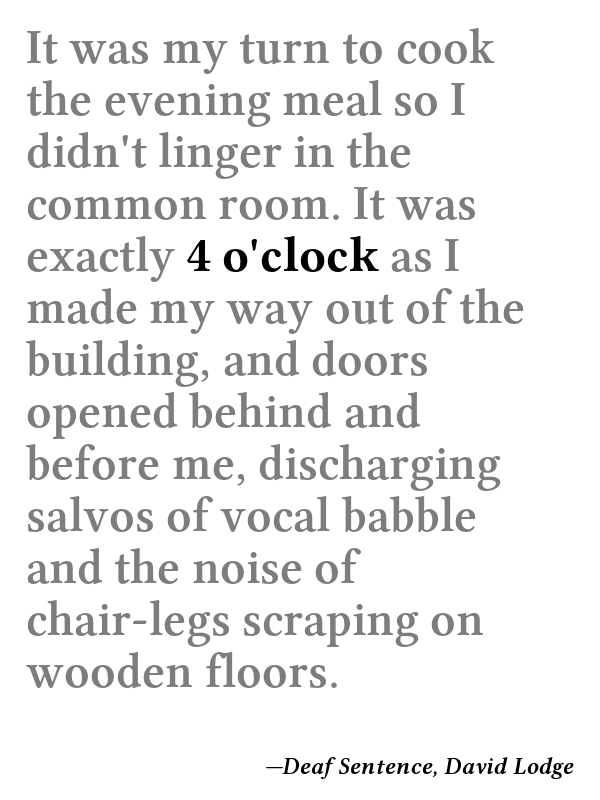 It was my turn to cook
the evening meal so I
didn't linger in the
common room. It was
exactly 4 o'clock as I
made my way out of the
building, and doors
opened behind and
before me, discharging
salvos of vocal babble
and the noise of
chair-legs scraping on
wooden floors.
—Deaf Sentence, David Lodge